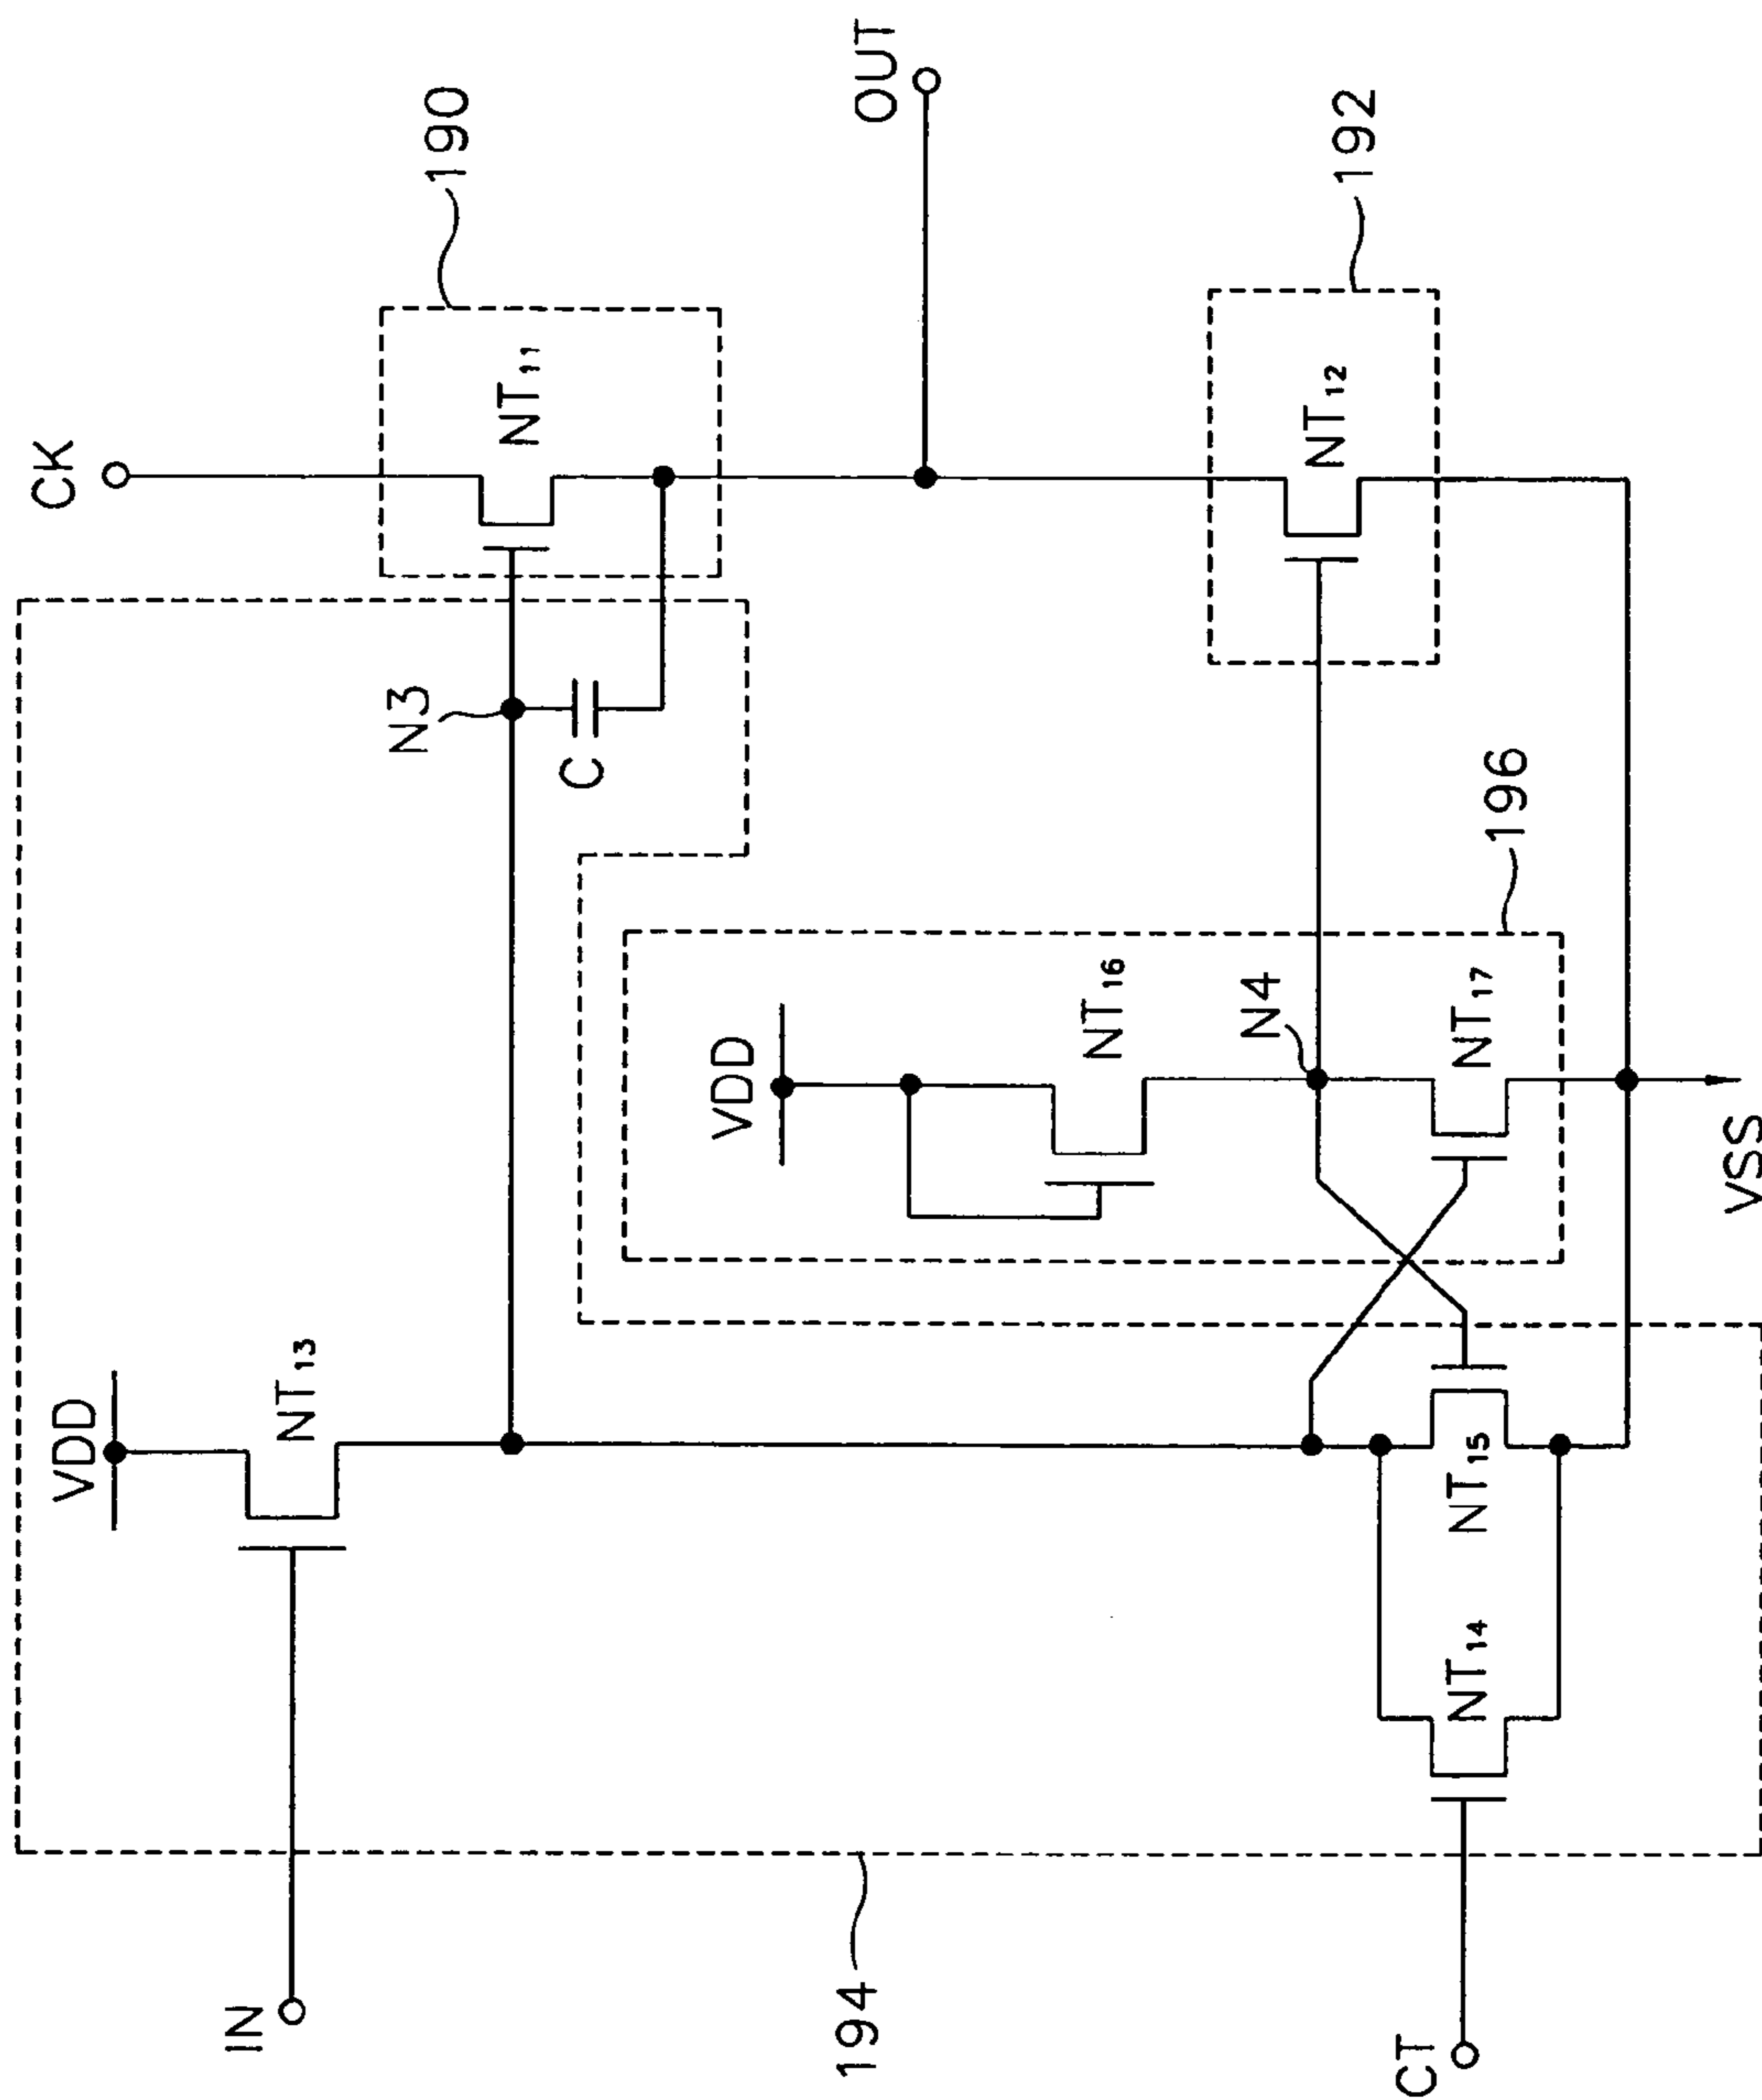 CK
190
NT11
OUT
N3
C
VDD
NT13
IN
194
VDD
NT16
N4
196
NT17
NT12
192
NT15
NT14
CT
VSS